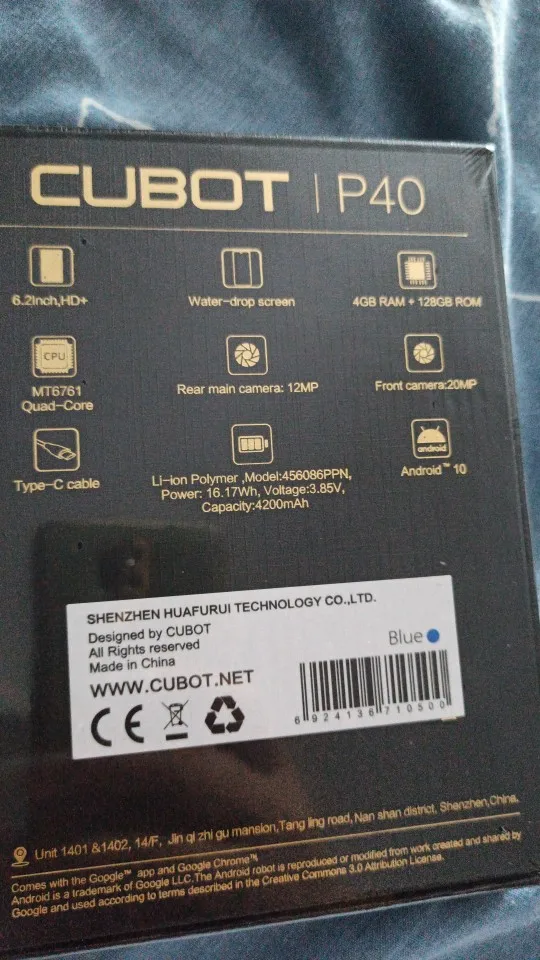 CUBOT | P40
6.2Inch,HD+
Water-drop screen
4GB RAM + 128GB ROM
CPU
MT6761
Quad-Core
Rear main camera: 12MP
Front camera:20MP
Type-C cable
Li-ion Polymer ,Model:456086PPN,
Power: 16.17Wh, Voltage:3.85V,
Capacity:4200mAh
android
Android™ 10
SHENZHEN HUAFURUI TECHNOLOGY CO.,LTD.
Designed by CUBOT
All Rights reserved
Made in China
WWW.CUBOT.NET
Blue
CE
6 924136 710500
Unit 1401 &1402, 14/F, Jin qi zhi gu mansion,Tang ling road, Nan shan district, Shenzhen,China.
Comes with the Google™ app and Google Chrome™
Android is a trademark of Google LLC.The Android robot is reproduced or modified from work created and shared by
Google and used according to terms described in the Creative Commons 3.0 Attribution License.